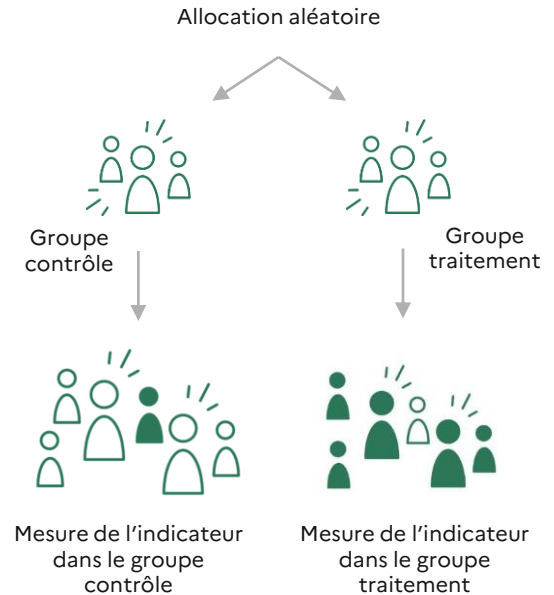 Allocation aléatoire
Groupe
contrôle
Groupe
traitement
Mesure de l'indicateur
dans le groupe
contrôle
Mesure de l'indicateur
dans le groupe
traitement